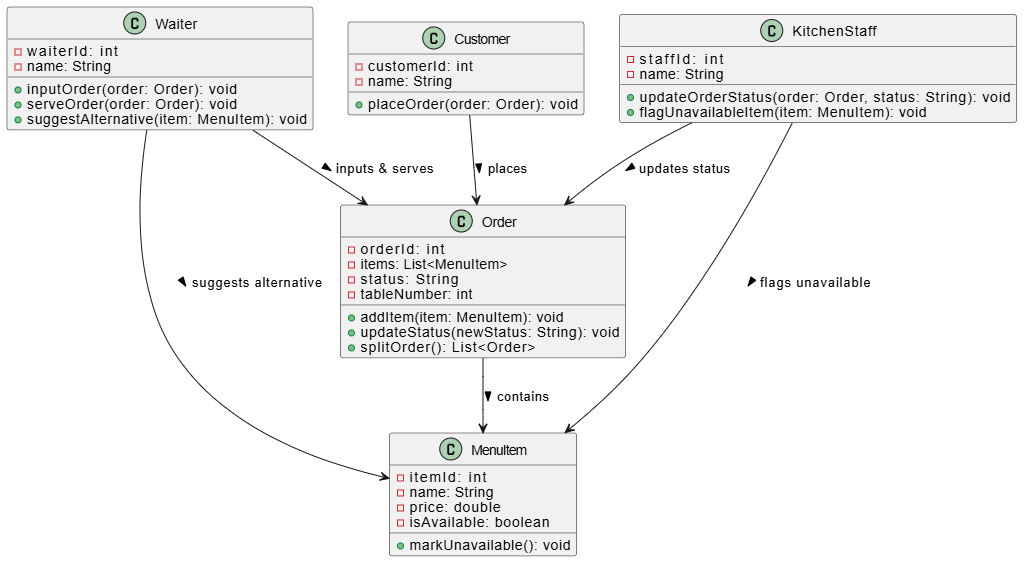 C Waiter
waiterId: int
name: String
inputOrder(order: Order): void
serveOrder(order: Order): void
suggestAlternative(item: MenuItem): void
C Customer
customerId: int
name: String
placeOrder(order: Order): void
C KitchenStaff
staffId: int
name: String
updateOrderStatus(order: Order, status: String): void
flagUnavailableItem(item: MenuItem): void
inputs & serves
places
updates status
C Order
orderId: int
items: List<MenuItem>
status: String
tableNumber: int
addItem(item: MenuItem): void
updateStatus(newStatus: String): void
splitOrder(): List<Order>
suggests alternative
flags unavailable
contains
C MenuItem
itemId: int
name: String
price: double
isAvailable: boolean
markUnavailable(): void